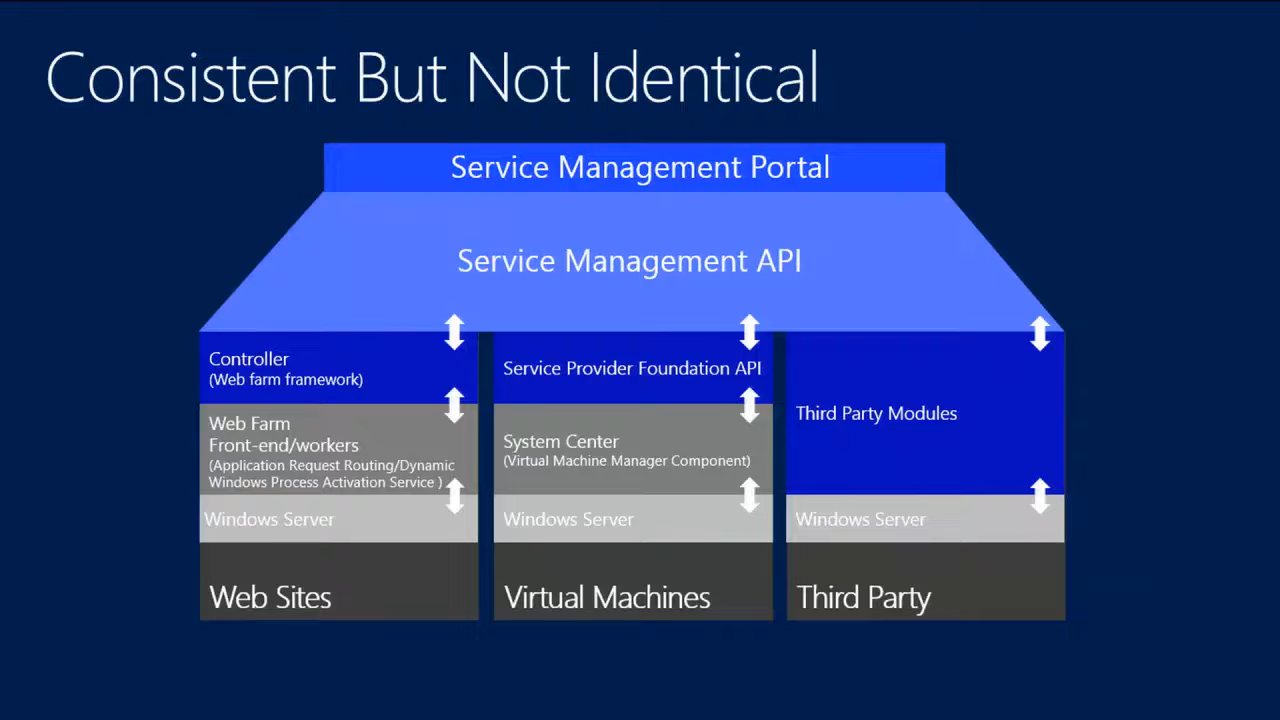 Consistent But Not Identical
Service Management Portal
Service Management API
Controller
(Web farm framework)
Web Farm
Front-end/workers
(Application Request Routing/Dynamic
Windows Process Activation Service )
Windows Server
Web Sites
Service Provider Foundation API
System Center
(Virtual Machine Manager Component)
Windows Server
Virtual Machines
Third Party Modules
Windows Server
Third Party